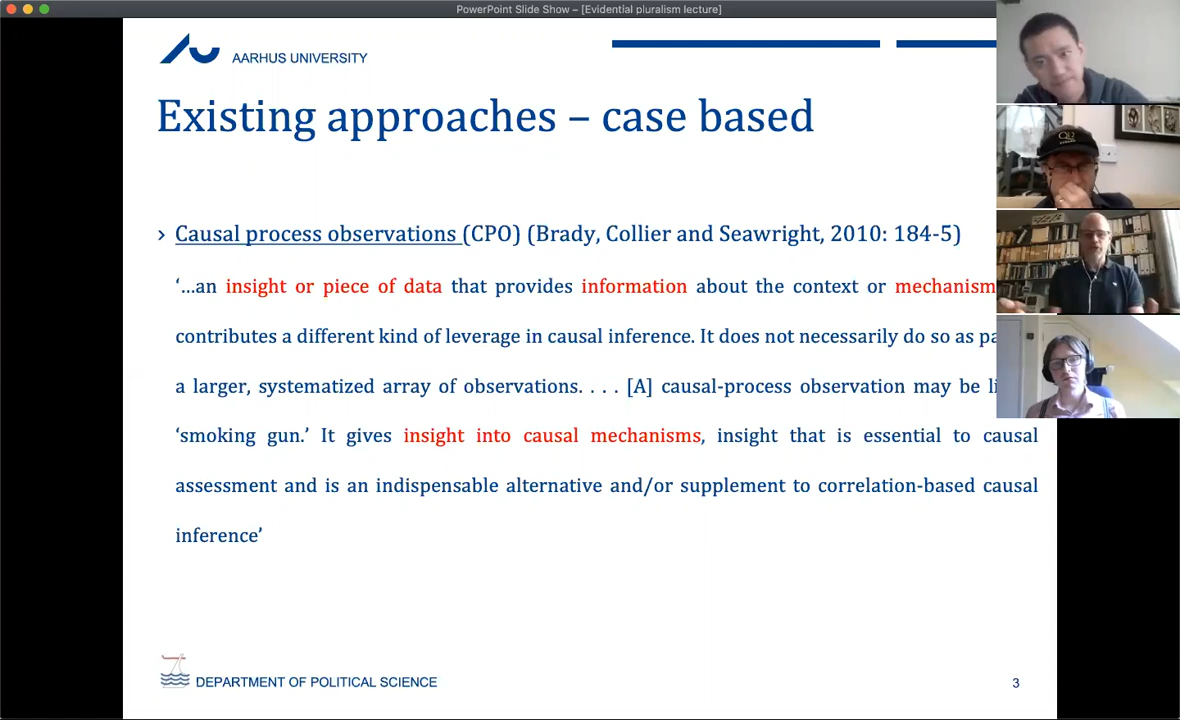 PowerPoint Slide Show – [Evidential pluralism lecture]
AARHUS UNIVERSITY
Existing approaches – case based
› Causal process observations (CPO) (Brady, Collier and Seawright, 2010: 184-5)
‘…an insight or piece of data that provides information about the context or mechanism
contributes a different kind of leverage in causal inference. It does not necessarily do so as
a larger, systematized array of observations. . . . [A] causal-process observation may be
‘smoking gun.’ It gives insight into causal mechanisms, insight that is essential to causal
assessment and is an indispensable alternative and/or supplement to correlation-based causal
inference’
DEPARTMENT OF POLITICAL SCIENCE
3